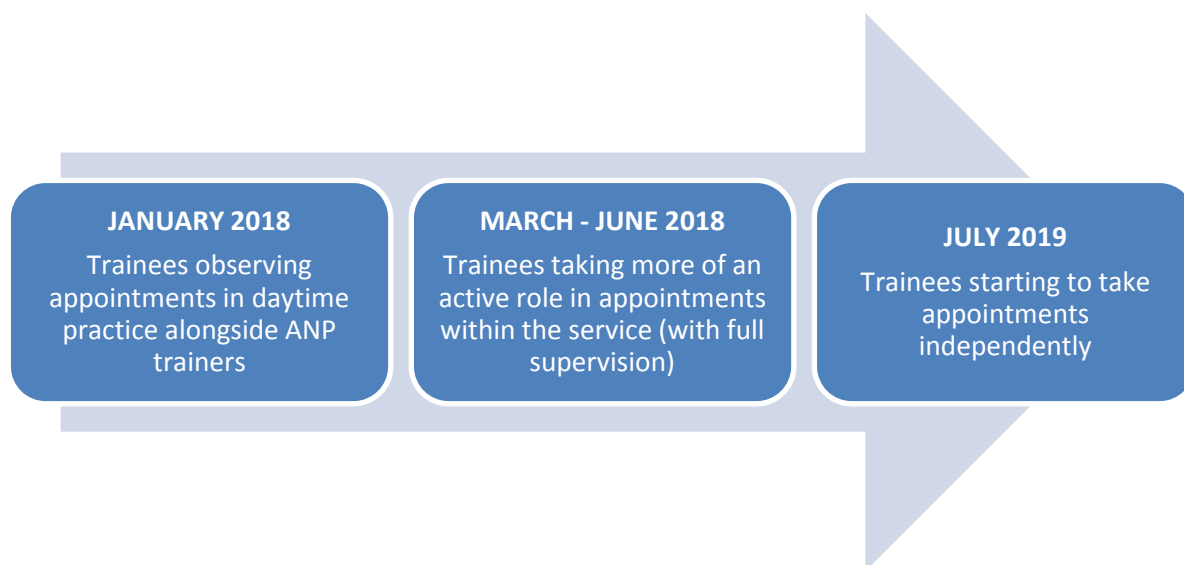 JANUARY 2018
Trainees observing
appointments in daytime
practice alongside ANP
trainers
MARCH - JUNE 2018
Trainees taking more of an
active role in appointments
within the service (with full
supervision)
JULY 2019
Trainees starting to take
appointments
independently